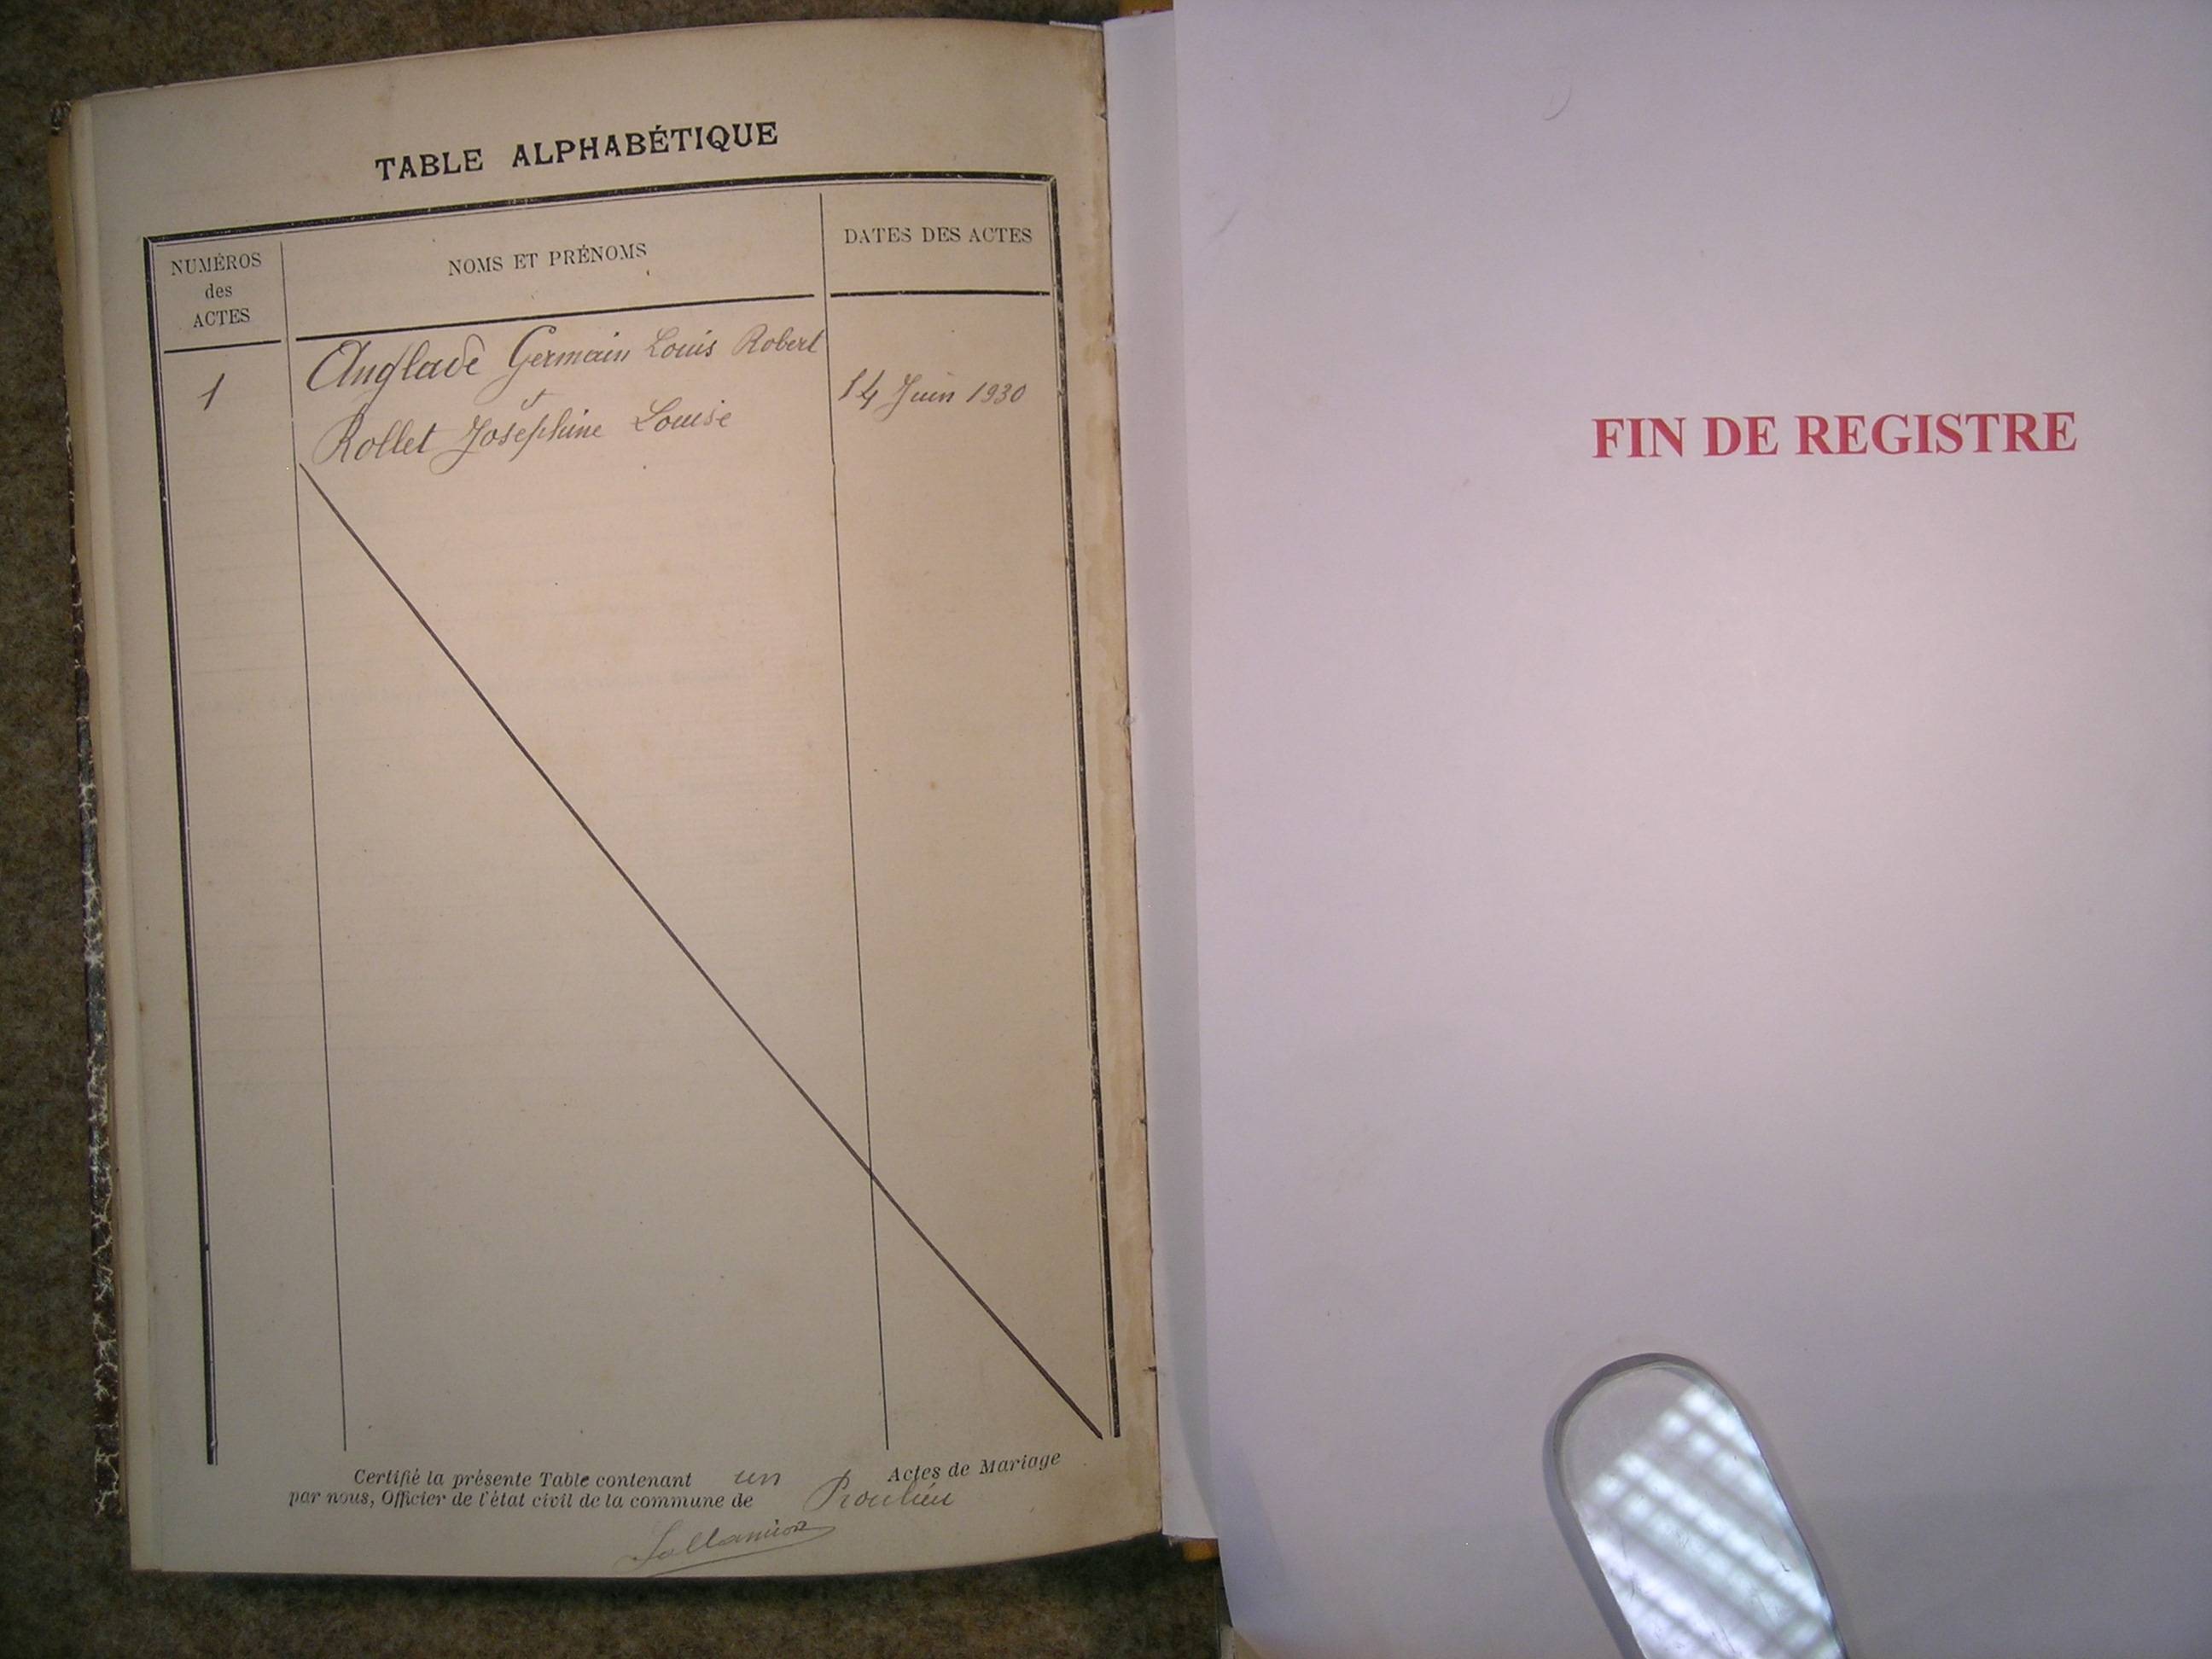 TABLE ALPHABÉTIQUE
NUMÉROS
des
ACTES
NOMS ET PRÉNOMS
DATES DES ACTES
1
Anglade Germain Louis Robert
et
Rollet Josephine Louise
14 Juin 1930
Certifié la présente Table contenant un Actes de Mariage
par nous, Officier de l'état civil de la commune de
FIN DE REGISTRE